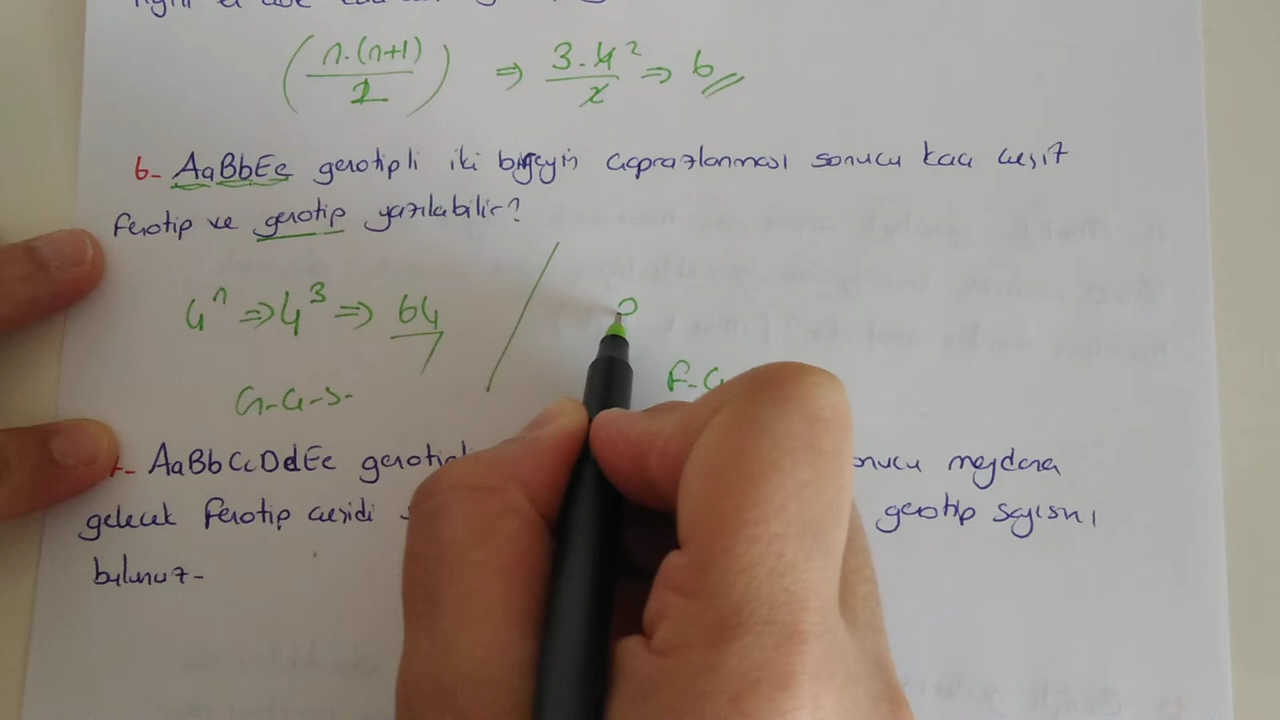 (n.(n+1)/2) ⇒ 3.4²/2 ⇒ 6
6- AaBbEe genotipli iki bireyin çaprazlanması sonucu kaç çeşit
fenotip ve genotip yazılabilir?
4ⁿ ⇒ 4³ ⇒ 64 /
G.Ç.S. F.Ç
7- AaBbCcDdEe sonucu meydana
gelecek fenotip çeşidi genotip sayısını
bulunuz-